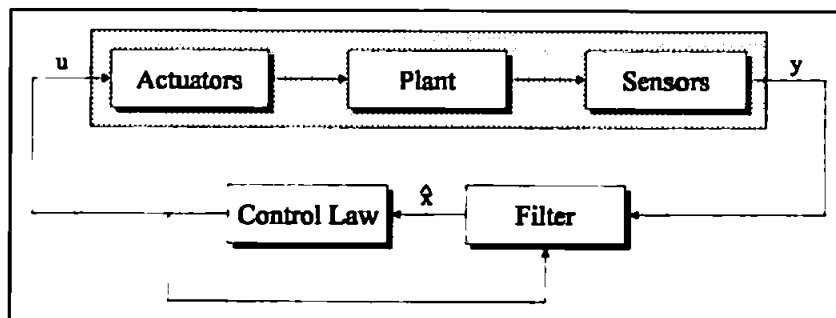 u
Actuators
Plant
Sensors
y
Control Law
x̂
Filter